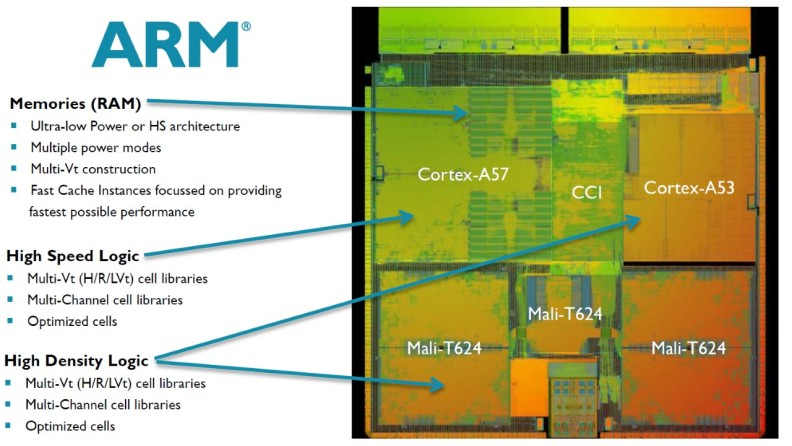 ARM®
Memories (RAM)
▪ Ultra-low Power or HS architecture
▪ Multiple power modes
▪ Multi-Vt construction
▪ Fast Cache Instances focussed on providing
fastest possible performance
High Speed Logic
▪ Multi-Vt (H/R/LVt) cell libraries
▪ Multi-Channel cell libraries
▪ Optimized cells
High Density Logic
▪ Multi-Vt (H/R/LVt) cell libraries
▪ Multi-Channel cell libraries
▪ Optimized cells
Cortex-A57
CCI
Cortex-A53
Mali-T624
Mali-T624
Mali-T624